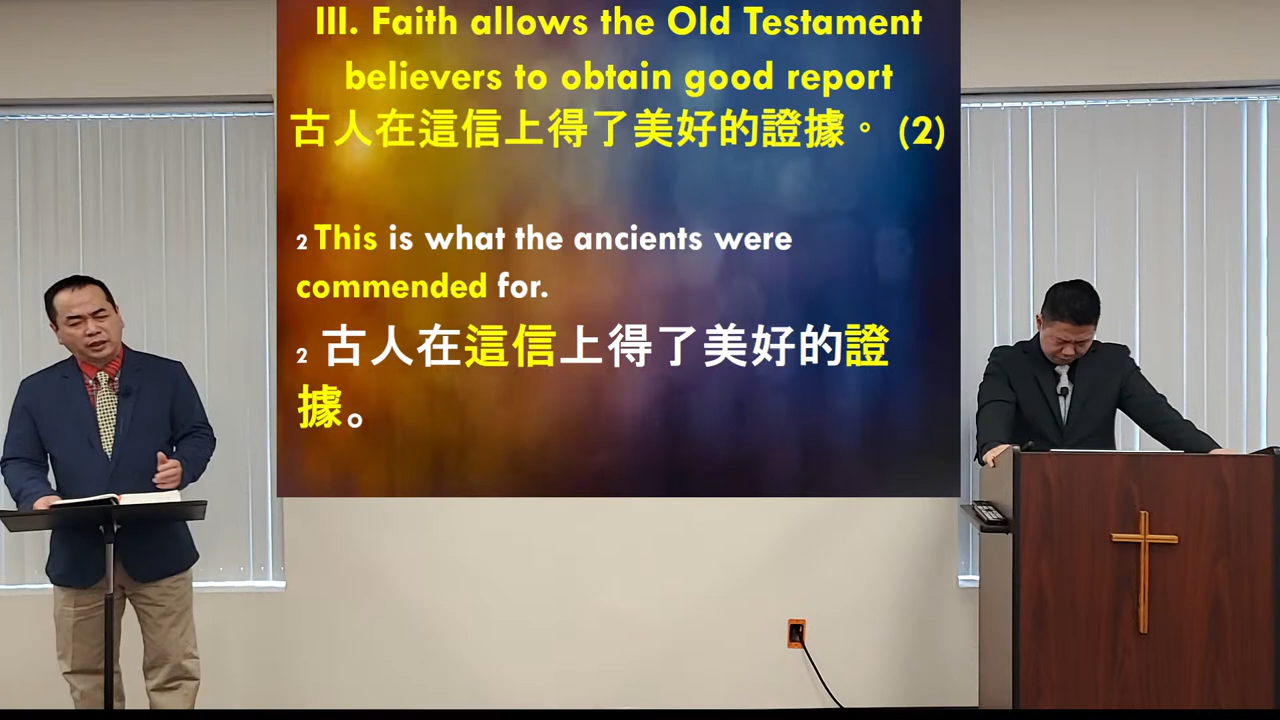 III. Faith allows the Old Testament
believers to obtain good report
古人在這信上得了美好的證據。 (2)
2 This is what the ancients were
commended for.
2 古人在這信上得了美好的證
據。